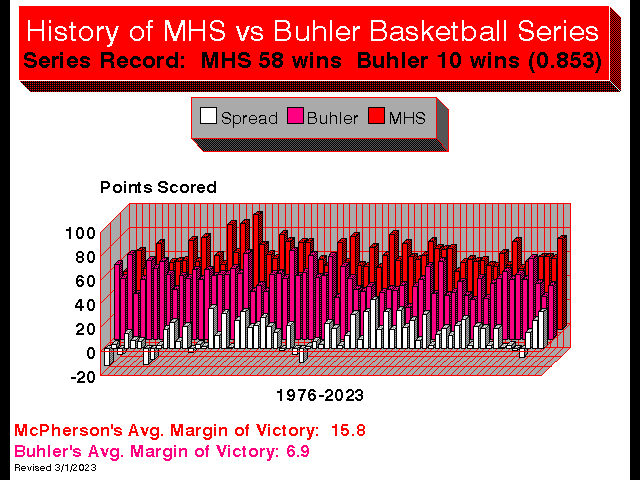 History of MHS vs Buhler Basketball Series
Series Record:  MHS 58 wins  Buhler 10 wins (0.853)
Spread Buhler MHS
Points Scored
100
80
60
40
20
0
-20
1976-2023
McPherson's Avg. Margin of Victory:  15.8
Buhler's Avg. Margin of Victory: 6.9
Revised 3/1/2023